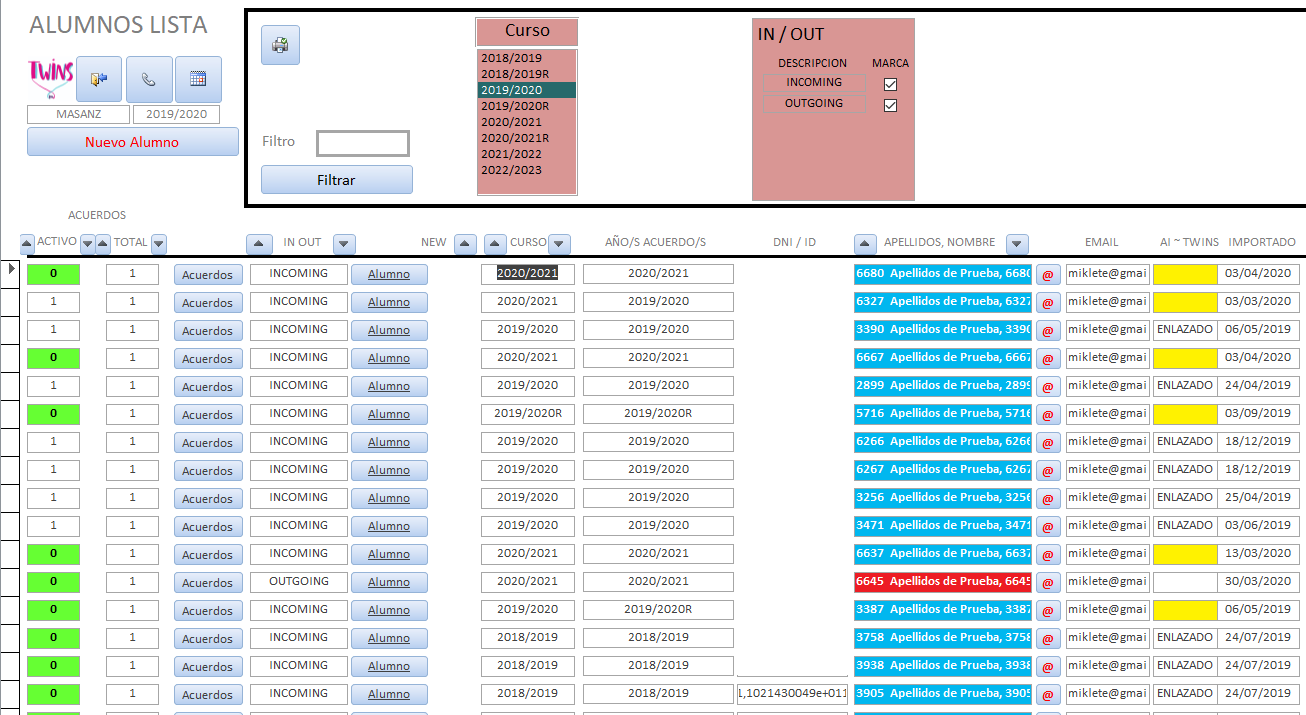 ALUMNOS LISTA
TWINS
MASANZ 2019/2020
Nuevo Alumno
Filtro
Filtrar
Curso
2018/2019
2018/2019R
2019/2020
2019/2020R
2020/2021
2020/2021R
2021/2022
2022/2023
IN / OUT
DESCRIPCION MARCA
INCOMING
OUTGOING
ACUERDOS
ACTIVO TOTAL IN OUT NEW CURSO AÑO/S ACUERDO/S DNI / ID APELLIDOS, NOMBRE EMAIL AI ~ TWINS IMPORTADO
0 1 Acuerdos INCOMING Alumno 2020/2021 2020/2021 6680 Apellidos de Prueba, 6680 @ miklete@gmai 03/04/2020
1 1 Acuerdos INCOMING Alumno 2020/2021 2019/2020 6327 Apellidos de Prueba, 6327 @ miklete@gmai 03/03/2020
1 1 Acuerdos INCOMING Alumno 2019/2020 2019/2020 3390 Apellidos de Prueba, 3390 @ miklete@gmai ENLAZADO 06/05/2019
0 1 Acuerdos INCOMING Alumno 2020/2021 2020/2021 6667 Apellidos de Prueba, 6667 @ miklete@gmai 03/04/2020
1 1 Acuerdos INCOMING Alumno 2019/2020 2019/2020 2899 Apellidos de Prueba, 2899 @ miklete@gmai ENLAZADO 24/04/2019
0 1 Acuerdos INCOMING Alumno 2019/2020R 2019/2020R 5716 Apellidos de Prueba, 5716 @ miklete@gmai 03/09/2019
1 1 Acuerdos INCOMING Alumno 2019/2020 2019/2020 6266 Apellidos de Prueba, 6266 @ miklete@gmai ENLAZADO 18/12/2019
1 1 Acuerdos INCOMING Alumno 2019/2020 2019/2020 6267 Apellidos de Prueba, 6267 @ miklete@gmai ENLAZADO 18/12/2019
1 1 Acuerdos INCOMING Alumno 2019/2020 2019/2020 3256 Apellidos de Prueba, 3256 @ miklete@gmai ENLAZADO 25/04/2019
1 1 Acuerdos INCOMING Alumno 2019/2020 2019/2020 3471 Apellidos de Prueba, 3471 @ miklete@gmai ENLAZADO 03/06/2019
0 1 Acuerdos INCOMING Alumno 2020/2021 2020/2021 6637 Apellidos de Prueba, 6637 @ miklete@gmai 13/03/2020
0 1 Acuerdos OUTGOING Alumno 2020/2021 2020/2021 6645 Apellidos de Prueba, 6645 @ miklete@gmai 30/03/2020
0 1 Acuerdos INCOMING Alumno 2019/2020 2019/2020R 3387 Apellidos de Prueba, 3387 @ miklete@gmai 06/05/2019
0 1 Acuerdos INCOMING Alumno 2018/2019 2018/2019 3758 Apellidos de Prueba, 3758 @ miklete@gmai ENLAZADO 24/07/2019
0 1 Acuerdos INCOMING Alumno 2018/2019 2018/2019 3938 Apellidos de Prueba, 3938 @ miklete@gmai ENLAZADO 24/07/2019
0 1 Acuerdos INCOMING Alumno 2018/2019 2018/2019 1,1021430049e+011 3905 Apellidos de Prueba, 3905 @ miklete@gmai ENLAZADO 24/07/2019